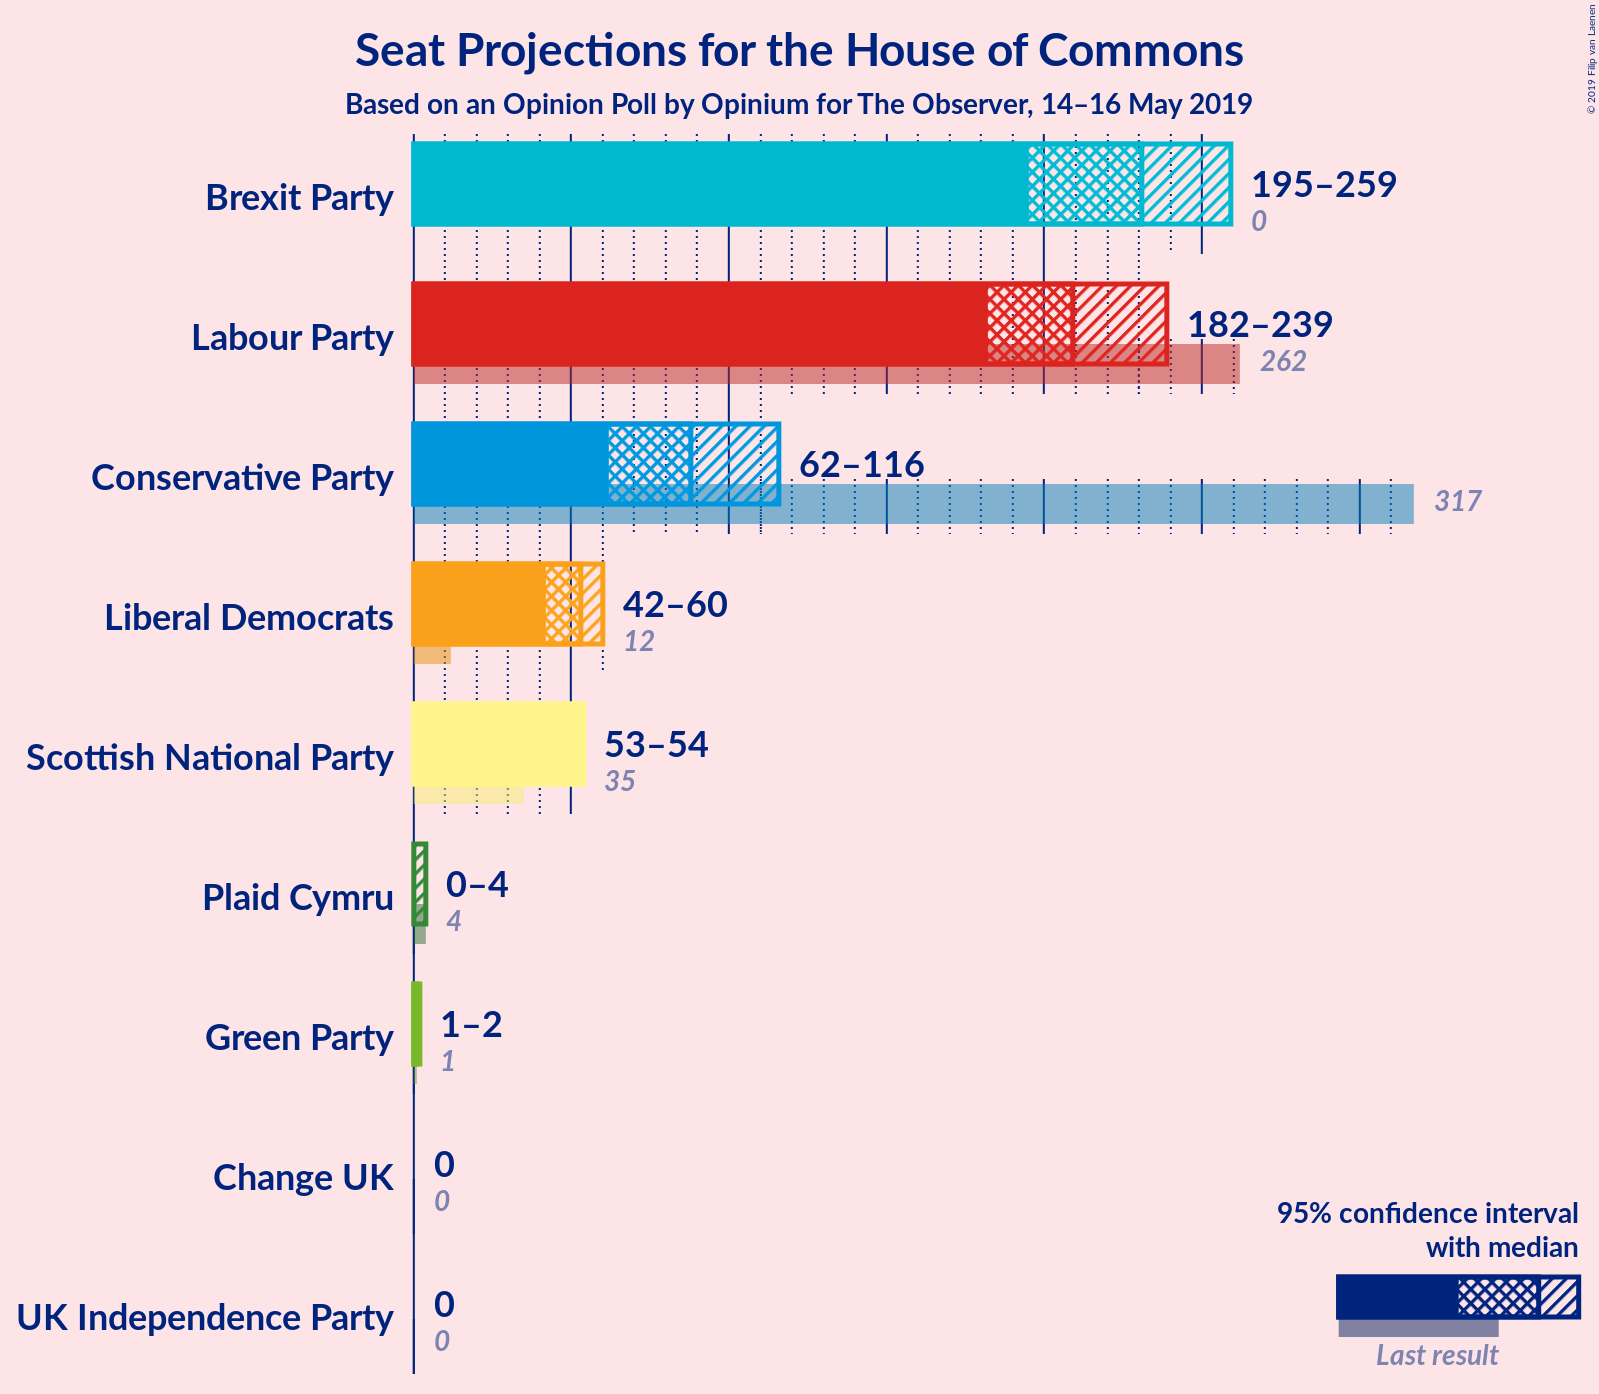 Seat Projections for the House of Commons
Based on an Opinion Poll by Opinium for The Observer, 14–16 May 2019
© 2019 Filip van Laenen
Brexit Party
195–259
0
Labour Party
182–239
262
Conservative Party
62–116
317
Liberal Democrats
42–60
12
Scottish National Party
53–54
35
Plaid Cymru
0–4
4
Green Party
1–2
1
Change UK
0
0
UK Independence Party
0
0
95% confidence interval
with median
Last result